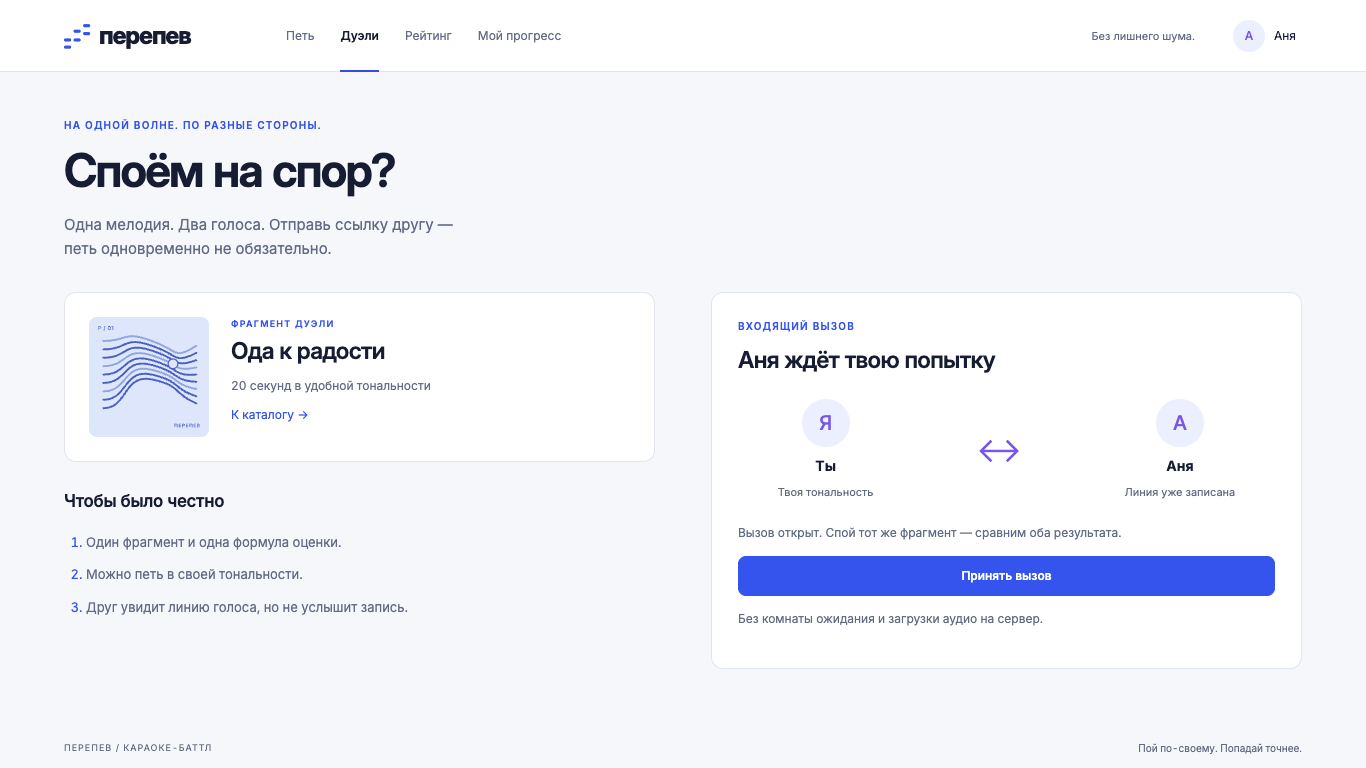 перепев
Петь
Дуэли
Рейтинг
Мой прогресс
Без лишнего шума.
А
Аня
НА ОДНОЙ ВОЛНЕ. ПО РАЗНЫЕ СТОРОНЫ.
Споём на спор?
Одна мелодия. Два голоса. Отправь ссылку другу —
петь одновременно не обязательно.
P / 01
ПЕРЕПЕВ
ФРАГМЕНТ ДУЭЛИ
Ода к радости
20 секунд в удобной тональности
К каталогу →
Чтобы было честно
1. Один фрагмент и одна формула оценки.
2. Можно петь в своей тональности.
3. Друг увидит линию голоса, но не услышит запись.
ВХОДЯЩИЙ ВЫЗОВ
Аня ждёт твою попытку
Я
Ты
Твоя тональность
А
Аня
Линия уже записана
Вызов открыт. Спой тот же фрагмент — сравним оба результата.
Принять вызов
Без комнаты ожидания и загрузки аудио на сервер.
ПЕРЕПЕВ / КАРАОКЕ-БАТТЛ
Пой по-своему. Попадай точнее.